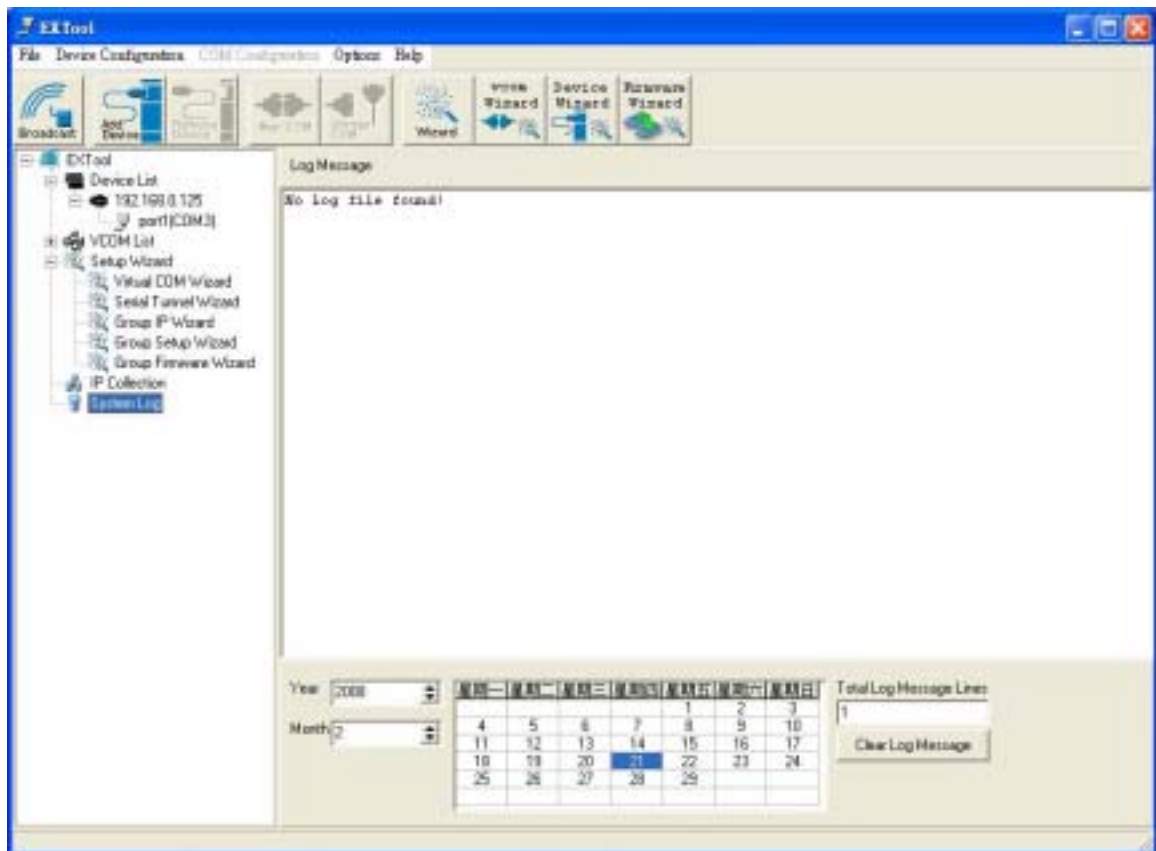 EXTool
File Device Configuration COM Configuration Options Help
Broadcast
Add Device
Wizard
VCOM Wizard
Device Wizard
Firmware Wizard
EXTool
Device List
192.168.0.125
port1(COM3)
VCOM List
Setup Wizard
Virtual COM Wizard
Serial Tunnel Wizard
Group IP Wizard
Group Setup Wizard
Group Firmware Wizard
IP Collection
System Log
Log Message
No log file found!
Year 2008
Month 2
星期一 星期二 星期三 星期四 星期五 星期六 星期日
1 2 3
4 5 6 7 8 9 10
11 12 13 14 15 16 17
18 19 20 21 22 23 24
25 26 27 28 29
Total Log Message Lines
1
Clear Log Message